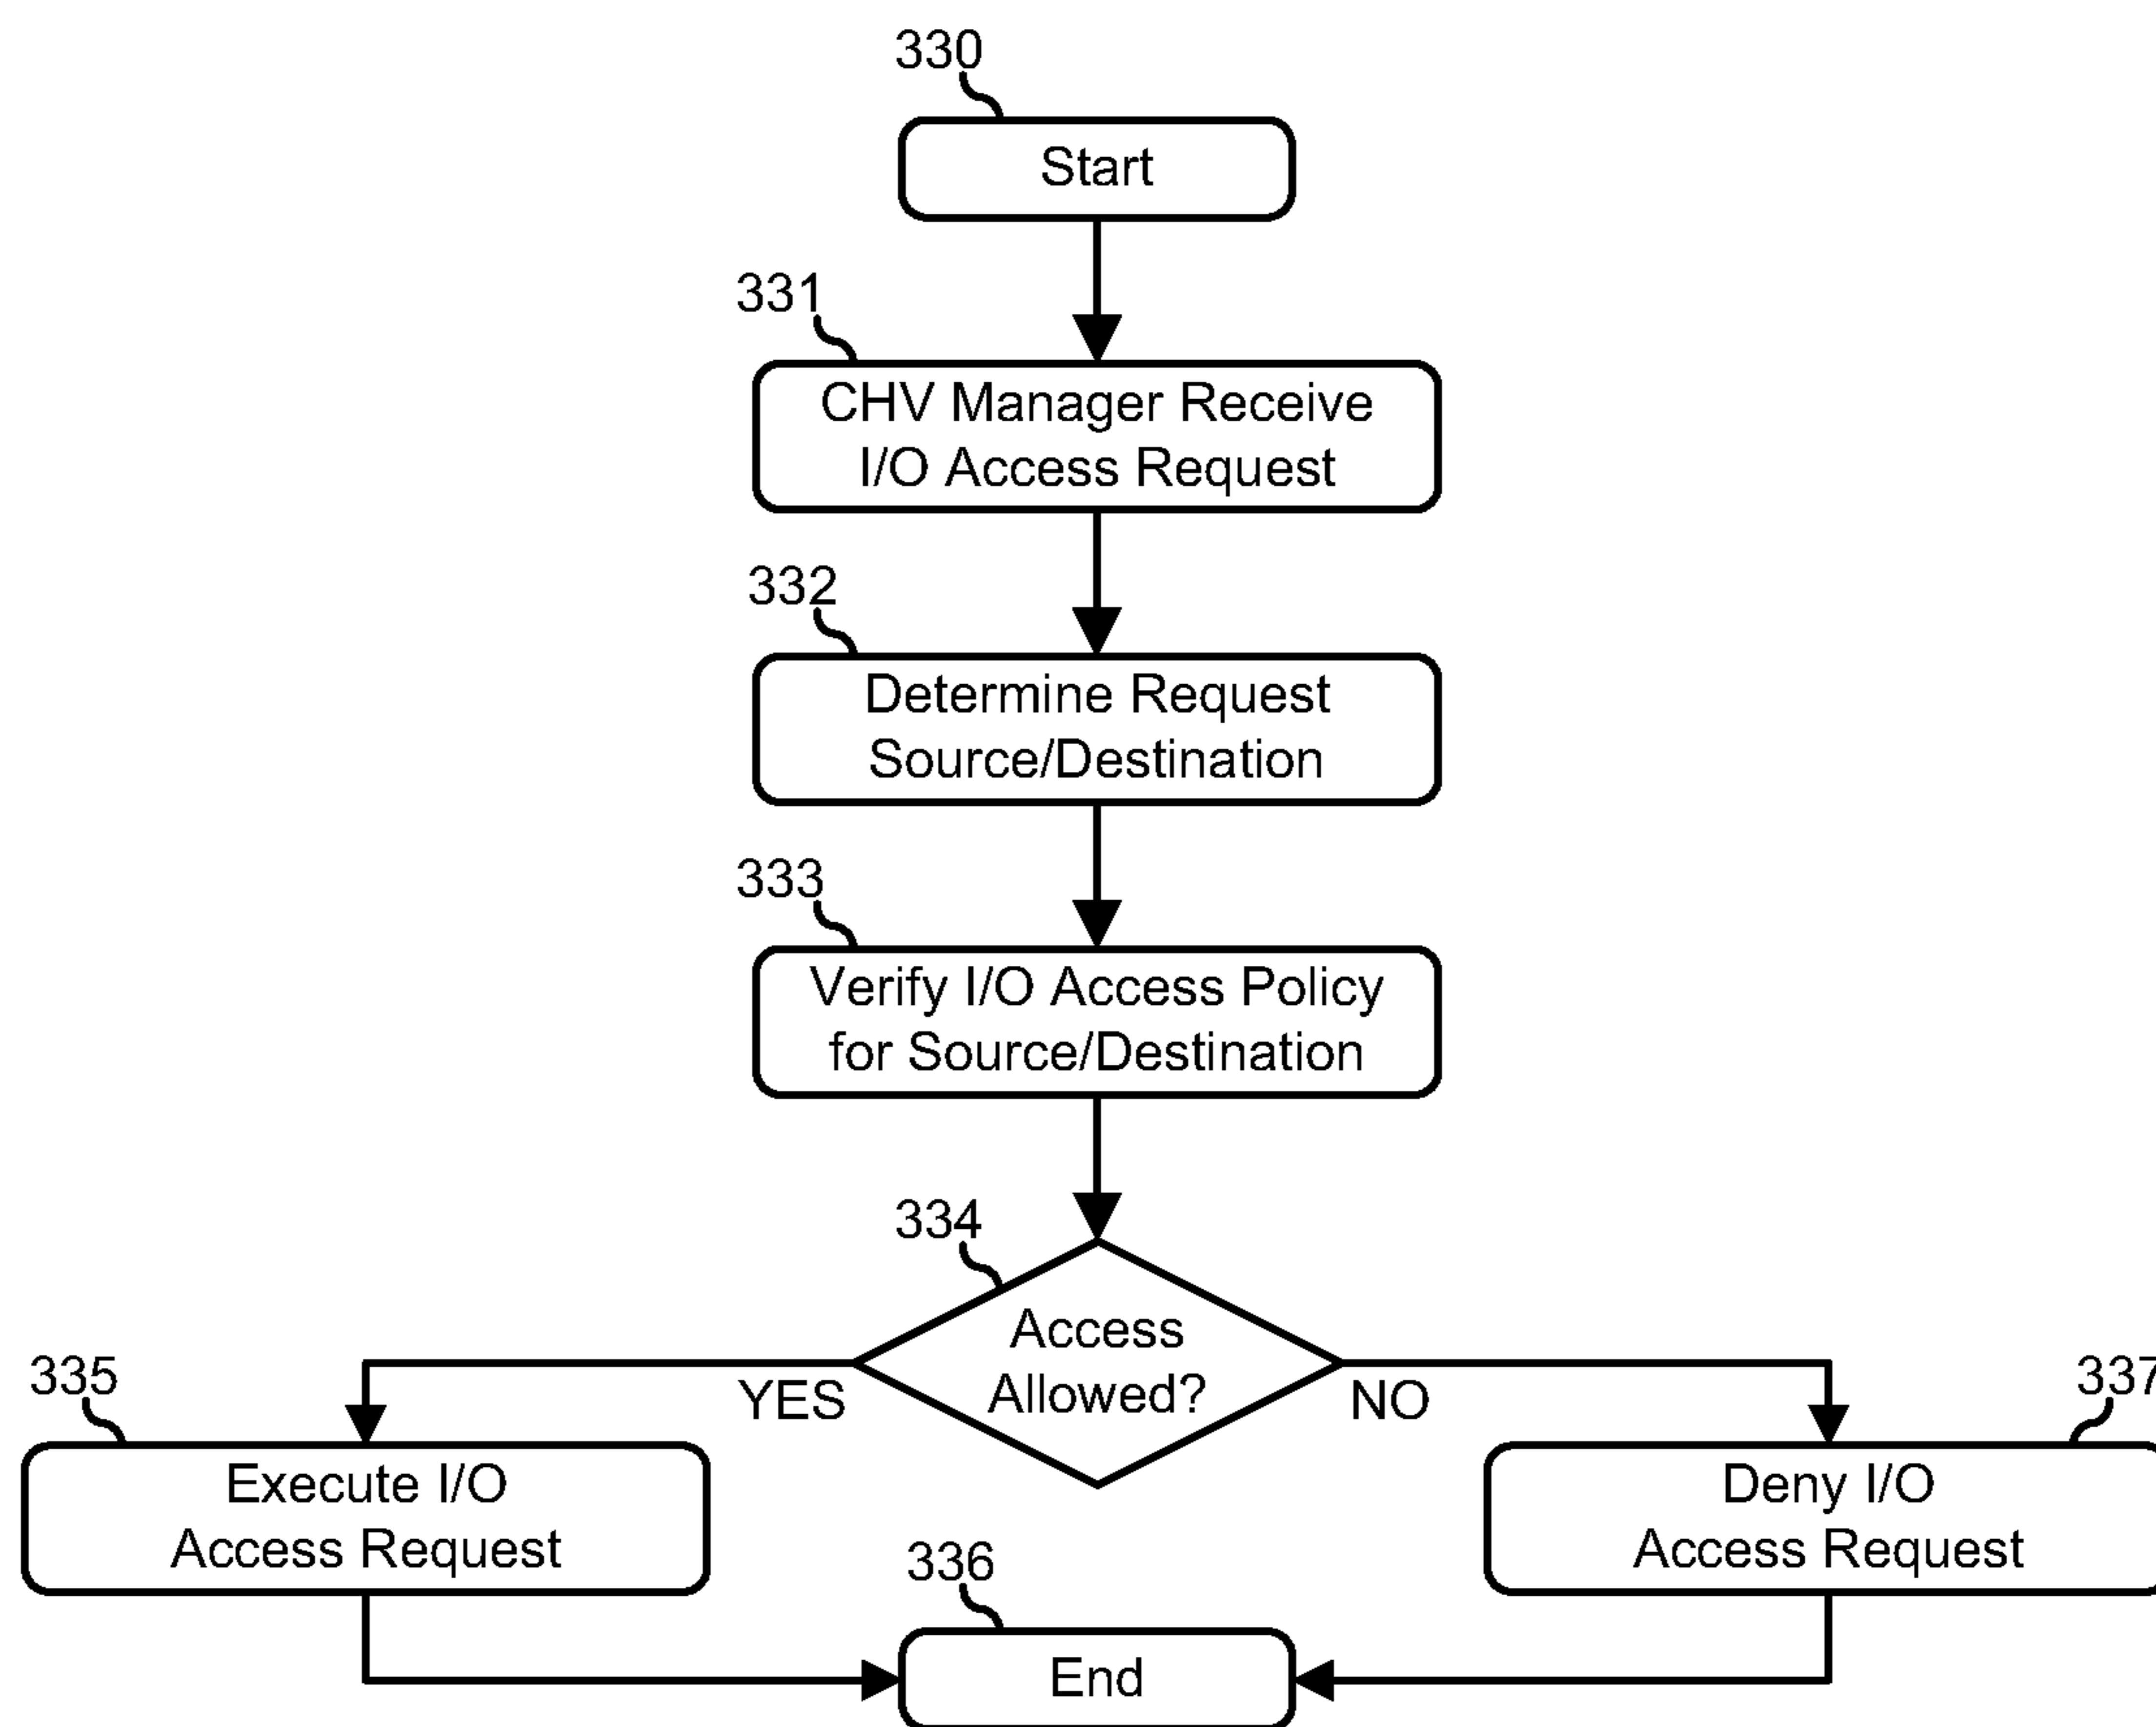 330
Start
331
CHV Manager Receive
I/O Access Request
332
Determine Request
Source/Destination
333
Verify I/O Access Policy
for Source/Destination
334
Access
Allowed?
YES
NO
335
Execute I/O
Access Request
337
Deny I/O
Access Request
336
End